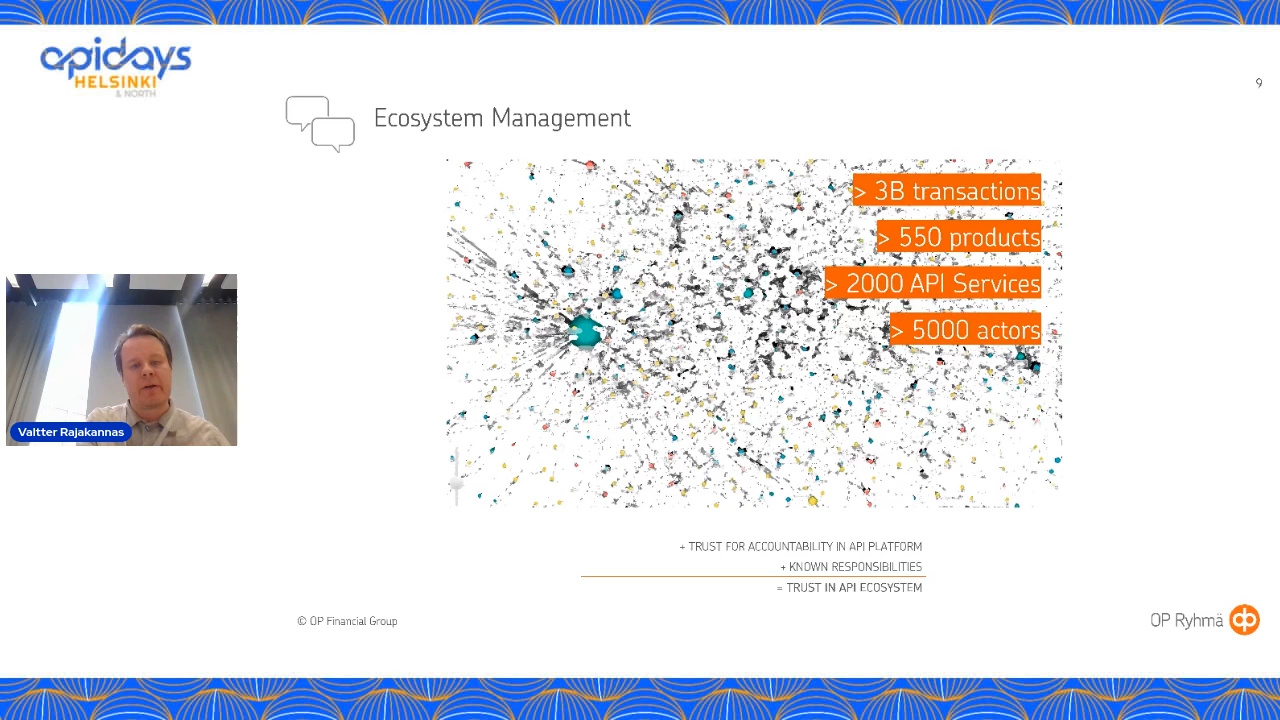 apidays
HELSINKI
& NORTH
9
Ecosystem Management
> 3B transactions
> 550 products
> 2000 API Services
> 5000 actors
Valtter Rajakannas
+ TRUST FOR ACCOUNTABILITY IN API PLATFORM
+ KNOWN RESPONSIBILITIES
= TRUST IN API ECOSYSTEM
© OP Financial Group
OP Ryhmä op